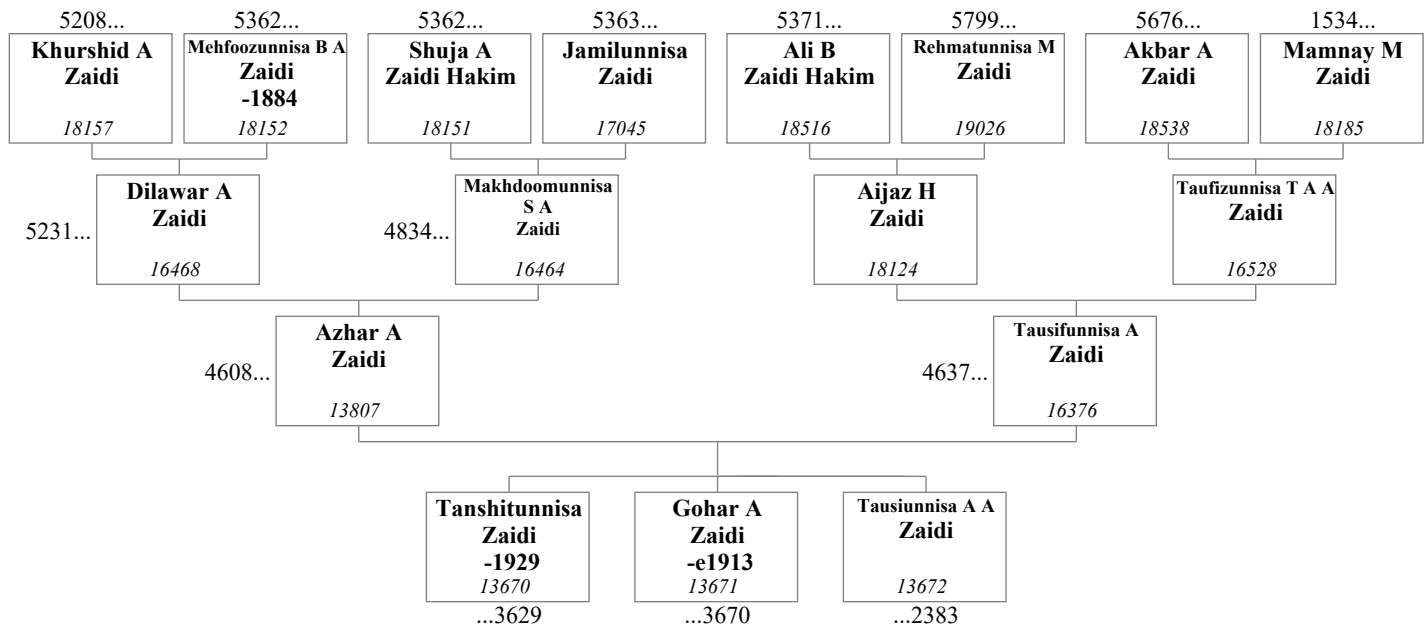 5208... 5362... 5362... 5363... 5371... 5799... 5676... 1534...
Khurshid A
Zaidi
18157
Mehfoozunnisa B A
Zaidi
-1884
18152
Shuja A
Zaidi Hakim
18151
Jamilunnisa
Zaidi
17045
Ali B
Zaidi Hakim
18516
Rehmatunnisa M
Zaidi
19026
Akbar A
Zaidi
18538
Mamnay M
Zaidi
18185
5231...
Dilawar A
Zaidi
16468
4834...
Makhdoomunnisa
S A
Zaidi
16464
Aijaz H
Zaidi
18124
Taufizunnisa T A A
Zaidi
16528
4608...
Azhar A
Zaidi
13807
4637...
Tausifunnisa A
Zaidi
16376
Tanshitunnisa
Zaidi
-1929
13670
...3629
Gohar A
Zaidi
-e1913
13671
...3670
Tausiunnisa A A
Zaidi
13672
...2383